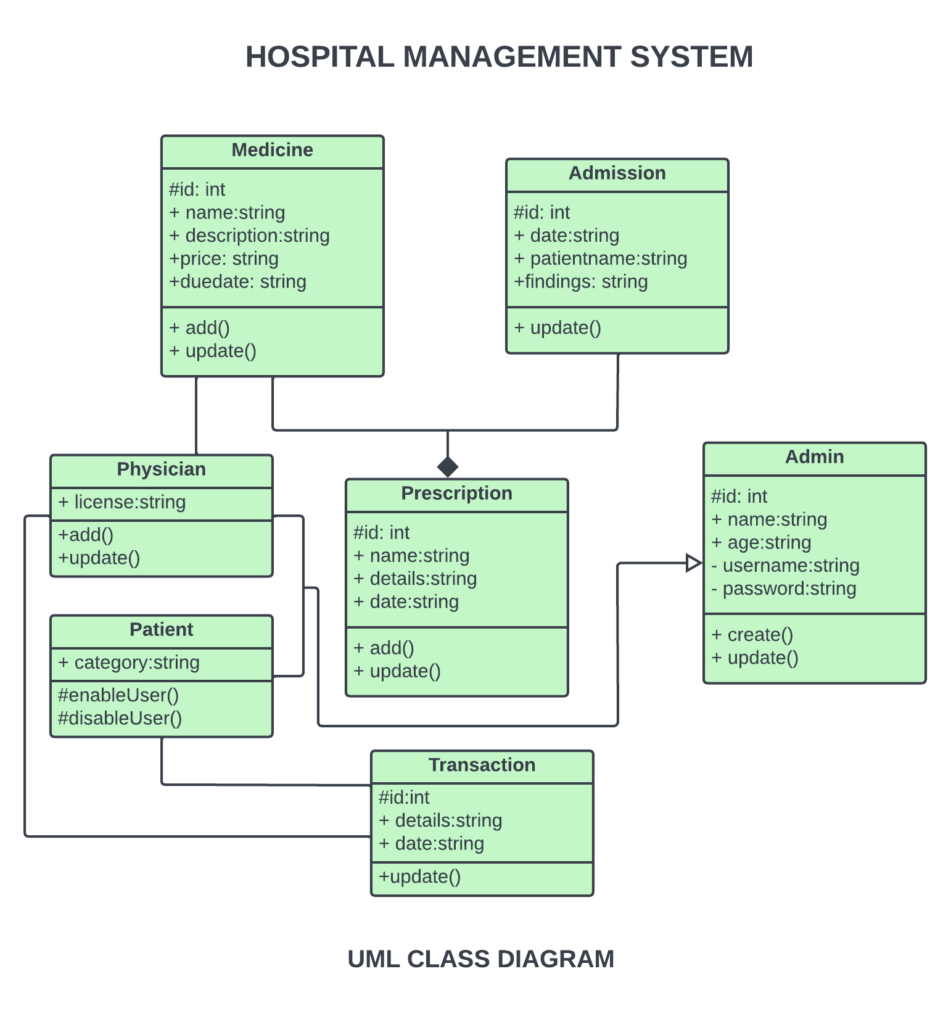 HOSPITAL MANAGEMENT SYSTEM
Medicine
#id: int
+ name:string
+ description:string
+price: string
+duedate: string
+ add()
+ update()
Admission
#id: int
+ date:string
+ patientname:string
+findings: string
+ update()
Physician
+ license:string
+add()
+update()
Prescription
#id: int
+ name:string
+ details:string
+ date:string
+ add()
+ update()
Admin
#id: int
+ name:string
+ age:string
- username:string
- password:string
+ create()
+ update()
Patient
+ category:string
#enableUser()
#disableUser()
Transaction
#id:int
+ details:string
+ date:string
+update()
UML CLASS DIAGRAM